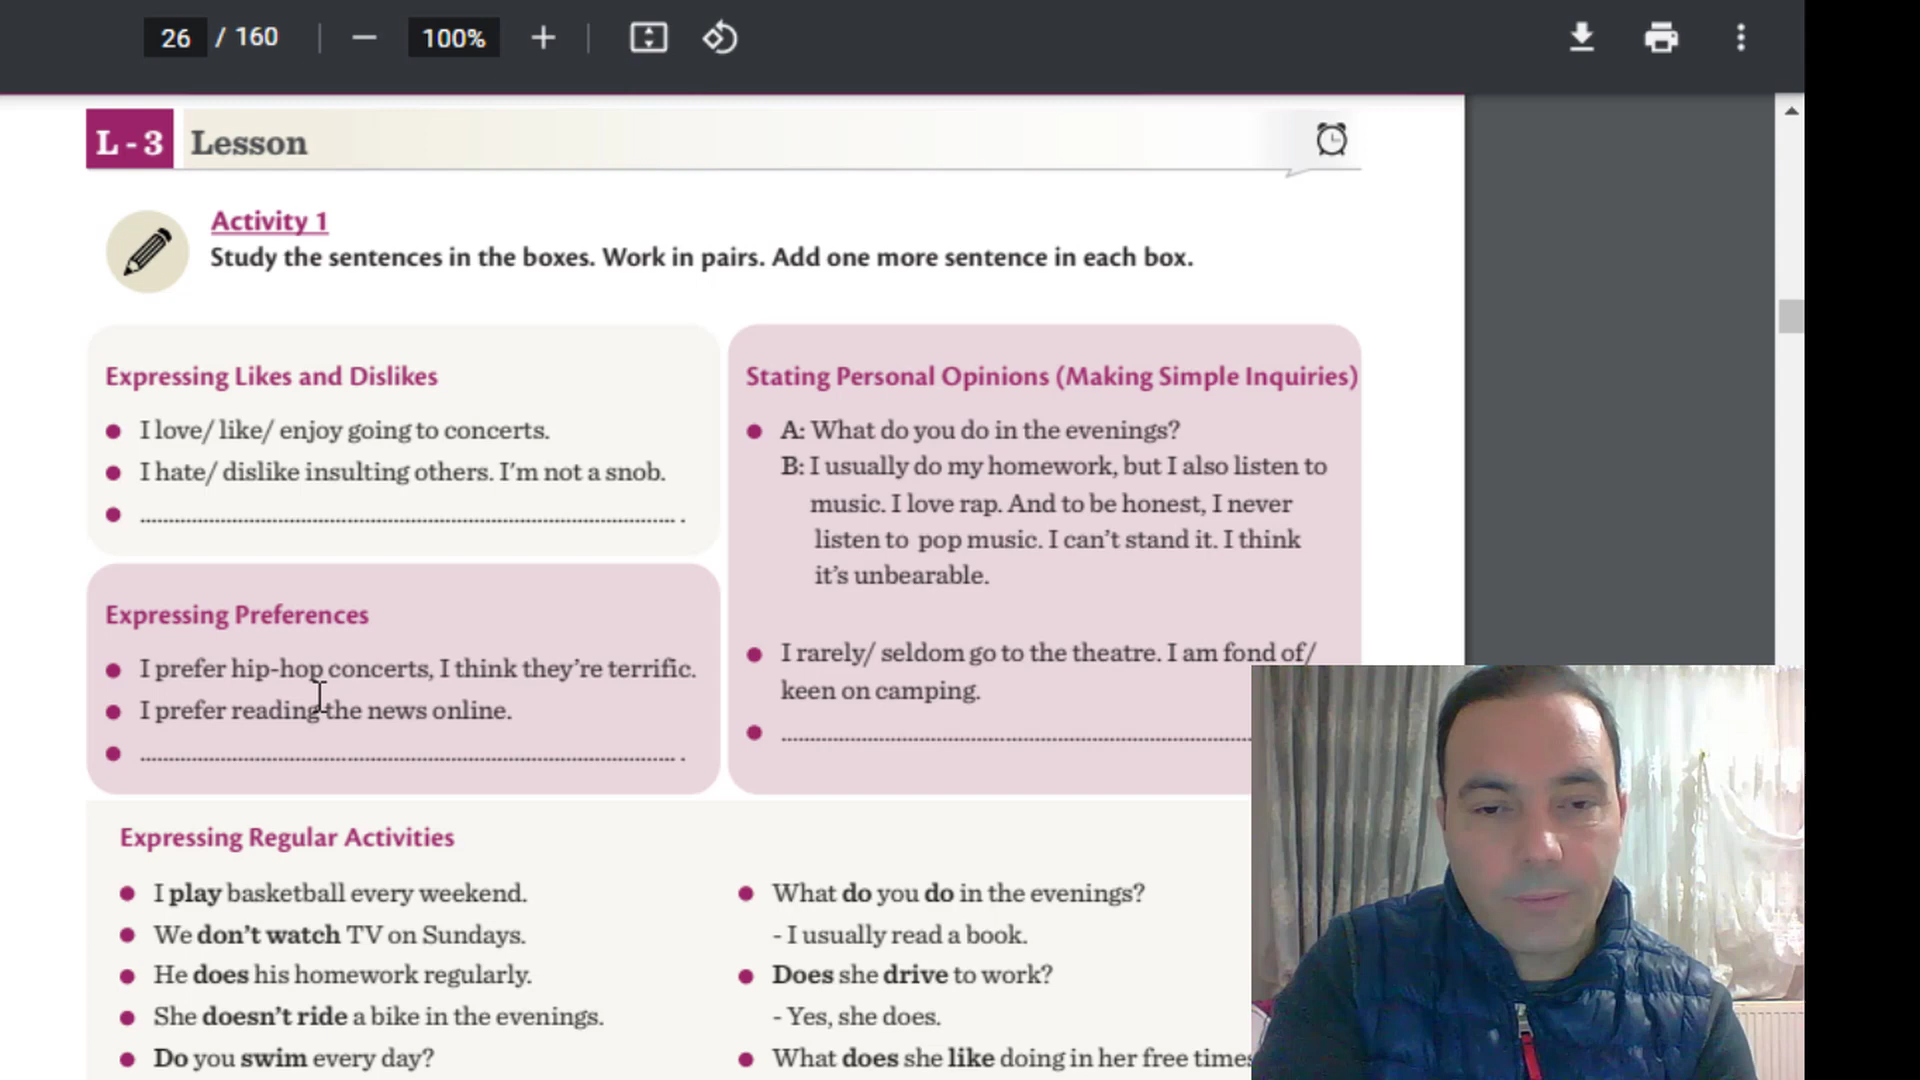 26 / 160
100%
L - 3 Lesson
Activity 1
Study the sentences in the boxes. Work in pairs. Add one more sentence in each box.
Expressing Likes and Dislikes
I love/ like/ enjoy going to concerts.
I hate/ dislike insulting others. I'm not a snob.
Expressing Preferences
I prefer hip-hop concerts, I think they're terrific.
I prefer reading the news online.
Stating Personal Opinions (Making Simple Inquiries)
A: What do you do in the evenings?
B: I usually do my homework, but I also listen to
music. I love rap. And to be honest, I never
listen to pop music. I can't stand it. I think
it's unbearable.
I rarely/ seldom go to the theatre. I am fond of/
keen on camping.
Expressing Regular Activities
I play basketball every weekend.
We don't watch TV on Sundays.
He does his homework regularly.
She doesn't ride a bike in the evenings.
Do you swim every day?
What do you do in the evenings?
- I usually read a book.
Does she drive to work?
- Yes, she does.
What does she like doing in her free time